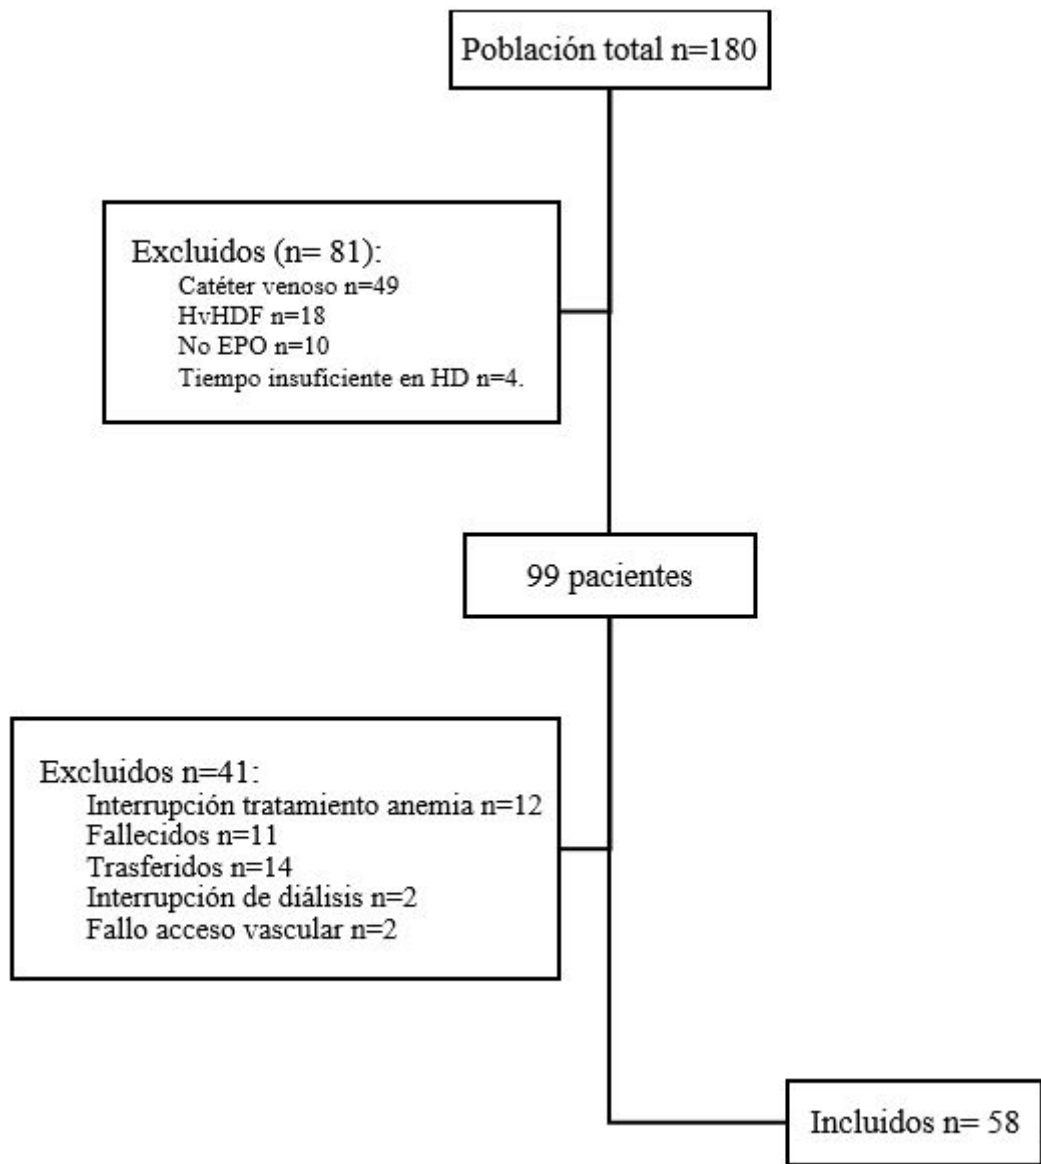 Población total n=180
Excluidos (n= 81):
Catéter venoso n=49
HvHDF n=18
No EPO n=10
Tiempo insuficiente en HD n=4.
99 pacientes
Excluidos n=41:
Interrupción tratamiento anemia n=12
Fallecidos n=11
Trasferidos n=14
Interrupción de diálisis n=2
Fallo acceso vascular n=2
Incluidos n= 58